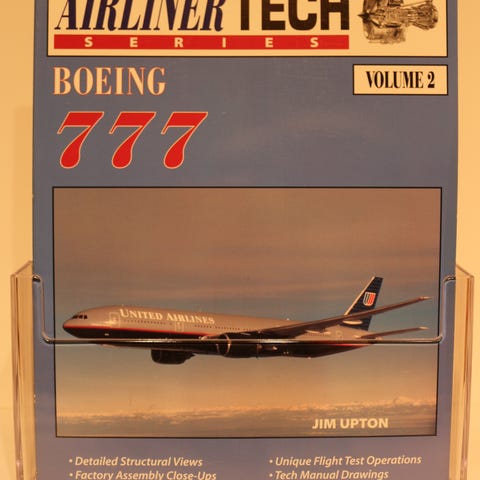 AIRLINER TECH
SERIES
BOEING
VOLUME 2
777
UNITED AIRLINES
JIM UPTON
• Detailed Structural Views
• Factory Assembly Close-Ups
• Unique Flight Test Operations
• Tech Manual Drawings